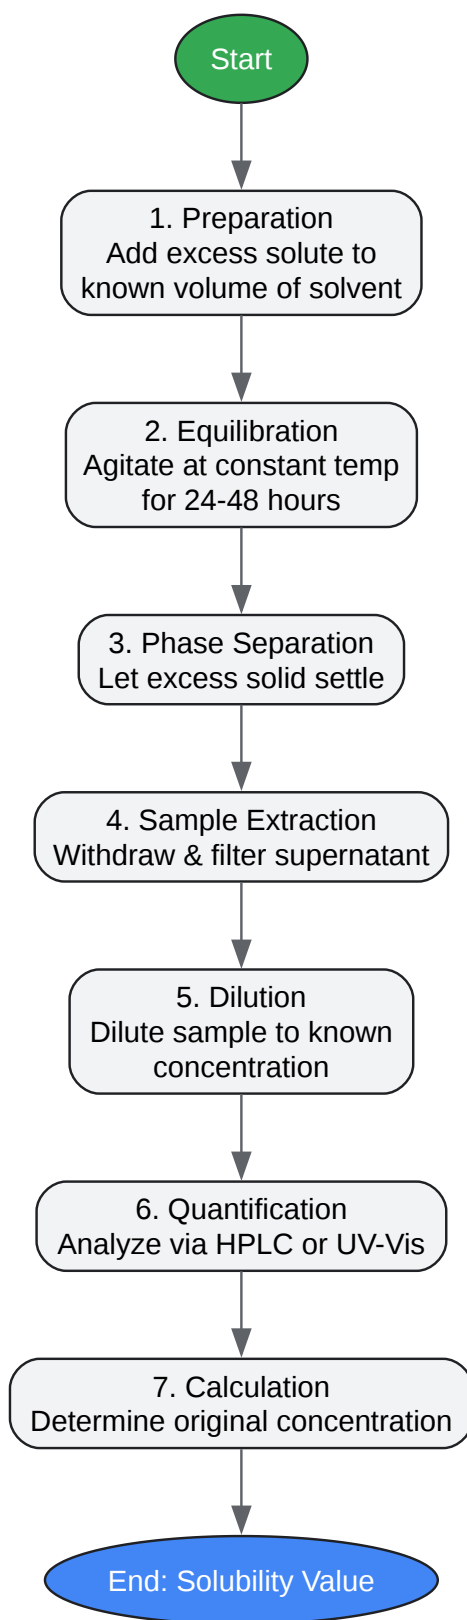 Start
1. Preparation
Add excess solute to
known volume of solvent
2. Equilibration
Agitate at constant temp
for 24-48 hours
3. Phase Separation
Let excess solid settle
4. Sample Extraction
Withdraw & filter supernatant
5. Dilution
Dilute sample to known
concentration
6. Quantification
Analyze via HPLC or UV-Vis
7. Calculation
Determine original concentration
End: Solubility Value